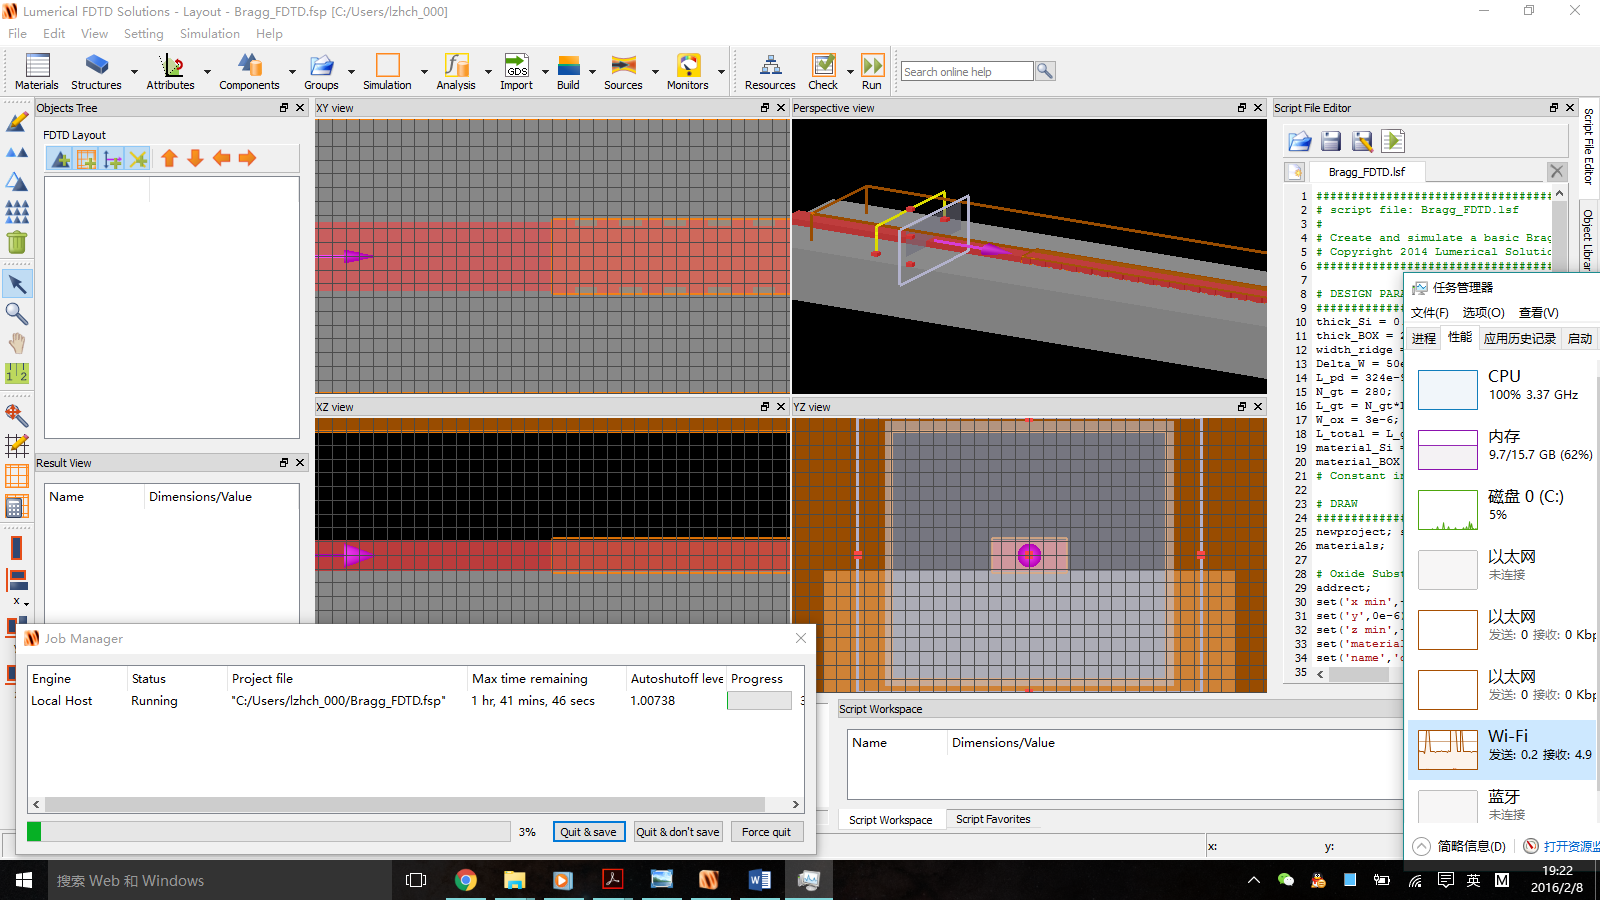 Lumerical FDTD Solutions - Layout - Bragg_FDTD.fsp [C:/Users/lzhch_000]
File Edit View Setting Simulation Help
Materials Structures Attributes Components Groups Simulation Analysis Import Build Sources Monitors Resources Check Run
GDS
Search online help
Objects Tree
FDTD Layout
Result View
Name Dimensions/Value
XY view
Perspective view
XZ view
YZ view
Script File Editor
Script File Editor
Object Librar
Bragg_FDTD.lsf
1 ##################################
2 # script file: Bragg_FDTD.lsf
3 #
4 # Create and simulate a basic Brag
5 # Copyright 2014 Lumerical Solutio
6 ##################################
7
8 # DESIGN PARA
9 #############
10 thick_Si = 0.
11 thick_BOX = 2
12 width_ridge =
13 Delta_W = 50e
14 L_pd = 324e-9
15 N_gt = 280;
16 L_gt = N_gt*
17 W_ox = 3e-6;
18 L_total = L_g
19 material_Si =
20 material_BOX
21 # Constant in
22
23 # DRAW
24 #############
25 newproject; s
26 materials;
27
28 # Oxide Subst
29 addrect;
30 set('x min',-
31 set('y',0e-6)
32 set('z min',-
33 set('material
34 set('name','
35
任务管理器
文件(F) 选项(O) 查看(V)
进程 性能 应用历史记录 启动
CPU
100% 3.37 GHz
内存
9.7/15.7 GB (62%)
磁盘 0 (C:)
5%
以太网
未连接
以太网
发送: 0 接收: 0 Kbp
以太网
发送: 0 接收: 0 Kbp
Wi-Fi
发送: 0.2 接收: 4.9
蓝牙
未连接
简略信息(D) 打开资源监
Job Manager
Engine Status Project file Max time remaining Autoshutoff leve Progress
Local Host Running "C:/Users/lzhch_000/Bragg_FDTD.fsp" 1 hr, 41 mins, 46 secs 1.00738 3
3% Quit & save Quit & don't save Force quit
Script Workspace
Name Dimensions/Value
Script Workspace Script Favorites
x: y:
搜索 Web 和 Windows
英 M
19:22
2016/2/8